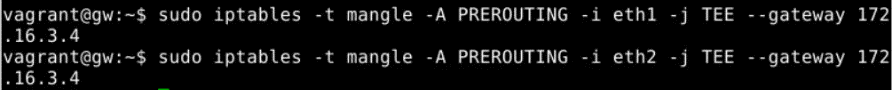 vagrant@gw:~$ sudo iptables -t mangle -A PREROUTING -i eth1 -j TEE --gateway 172
.16.3.4
vagrant@gw:~$ sudo iptables -t mangle -A PREROUTING -i eth2 -j TEE --gateway 172
.16.3.4